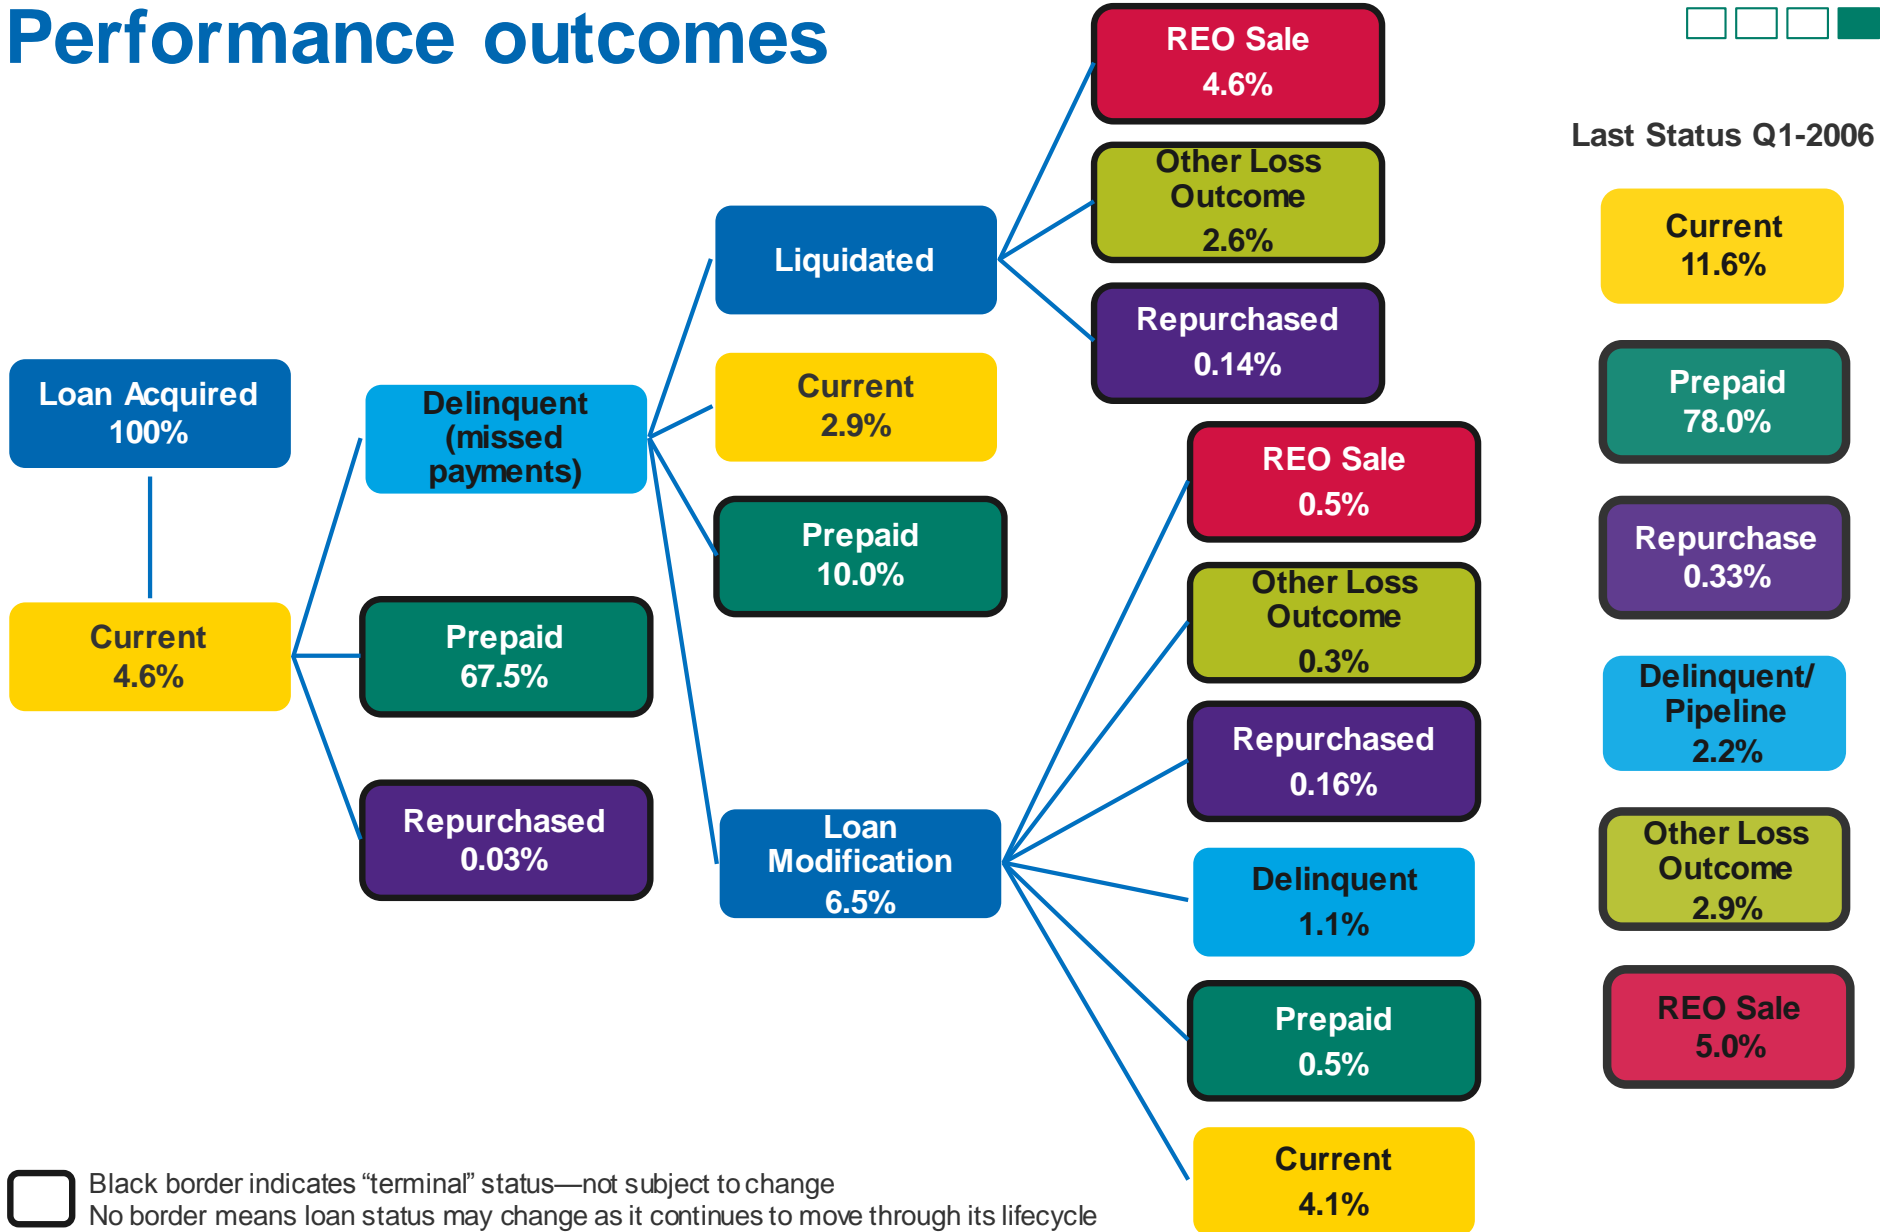 Performance outcomes
Loan Acquired
100%
Current
4.6%
Delinquent
(missed
payments)
Prepaid
67.5%
Repurchased
0.03%
Liquidated
Current
2.9%
Prepaid
10.0%
Loan
Modification
6.5%
REO Sale
4.6%
Other Loss
Outcome
2.6%
Repurchased
0.14%
REO Sale
0.5%
Other Loss
Outcome
0.3%
Repurchased
0.16%
Delinquent
1.1%
Prepaid
0.5%
Current
4.1%
Last Status Q1-2006
Current
11.6%
Prepaid
78.0%
Repurchase
0.33%
Delinquent/
Pipeline
2.2%
Other Loss
Outcome
2.9%
REO Sale
5.0%
Black border indicates “terminal” status—not subject to change
No border means loan status may change as it continues to move through its lifecycle